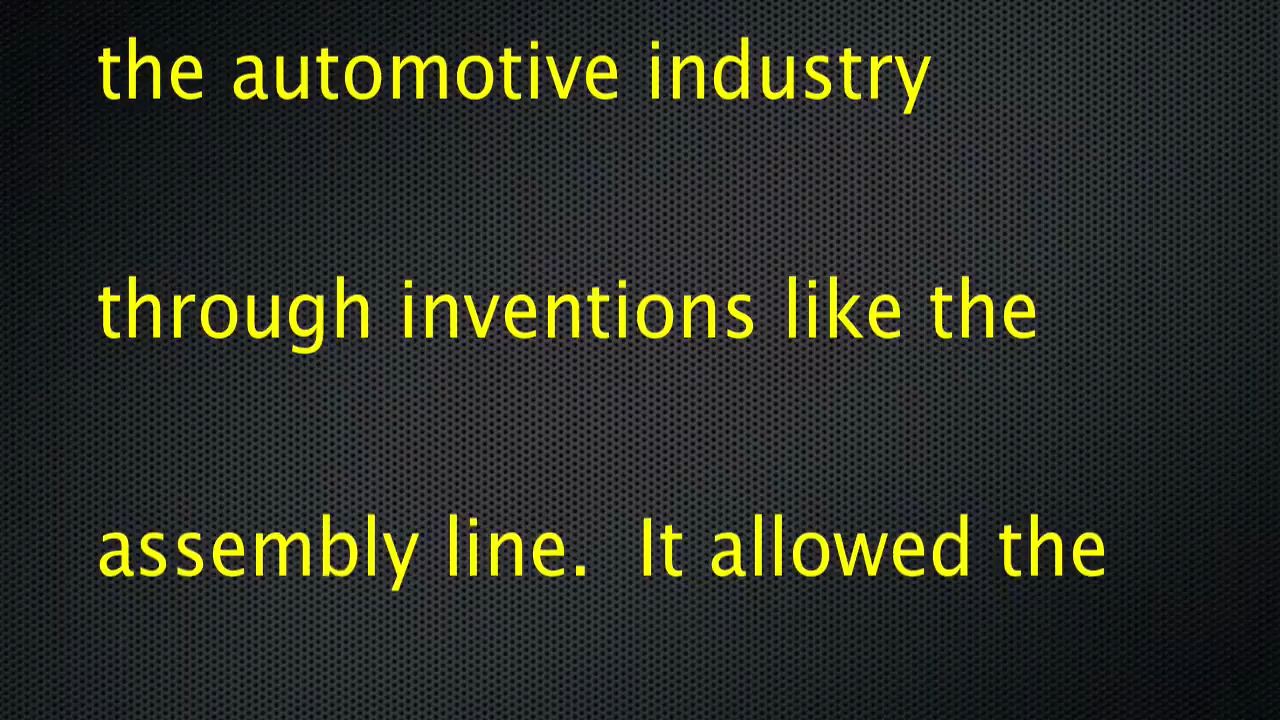 the automotive industry
through inventions like the
assembly line.  It allowed the